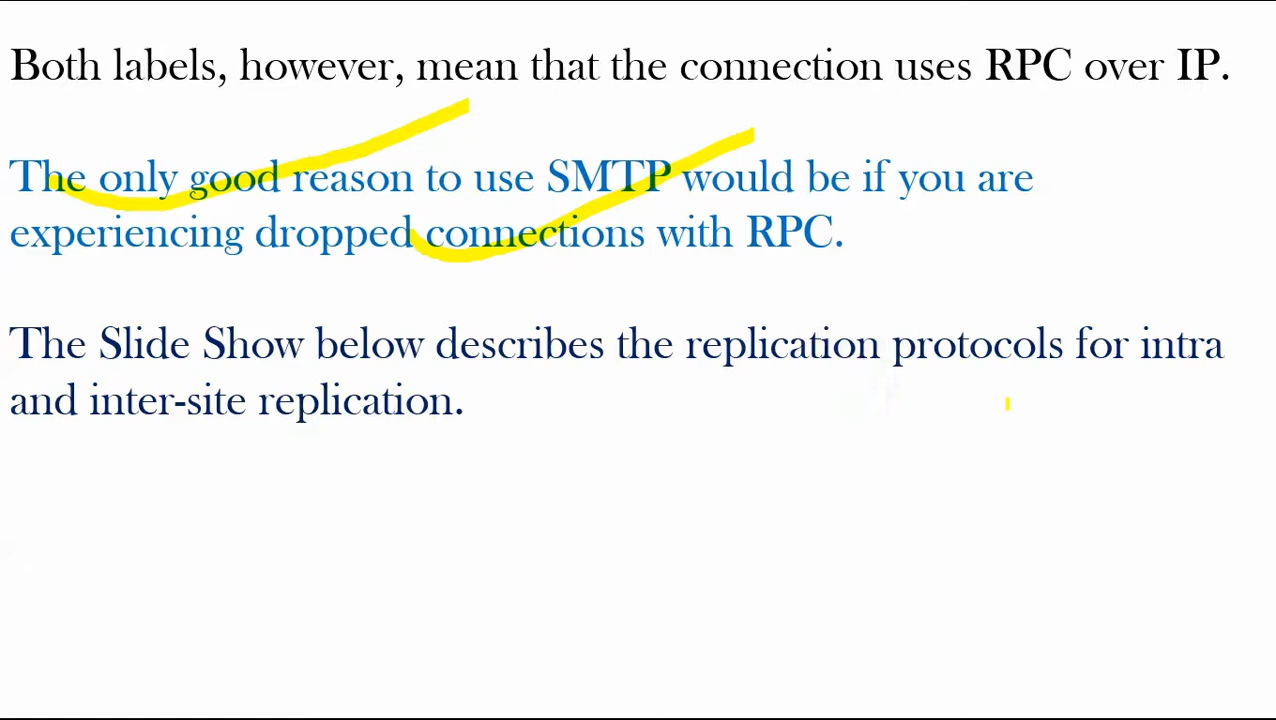 Both labels, however, mean that the connection uses RPC over IP.
The only good reason to use SMTP would be if you are
experiencing dropped connections with RPC.
The Slide Show below describes the replication protocols for intra
and inter-site replication.